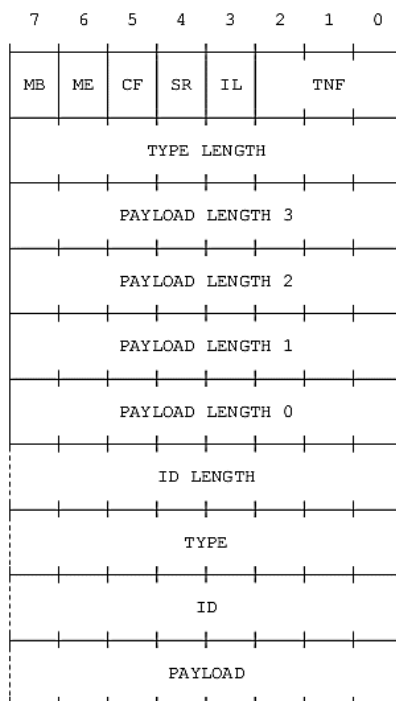 7 6 5 4 3 2 1 0
MB ME CF SR IL TNF
TYPE LENGTH
PAYLOAD LENGTH 3
PAYLOAD LENGTH 2
PAYLOAD LENGTH 1
PAYLOAD LENGTH 0
ID LENGTH
TYPE
ID
PAYLOAD